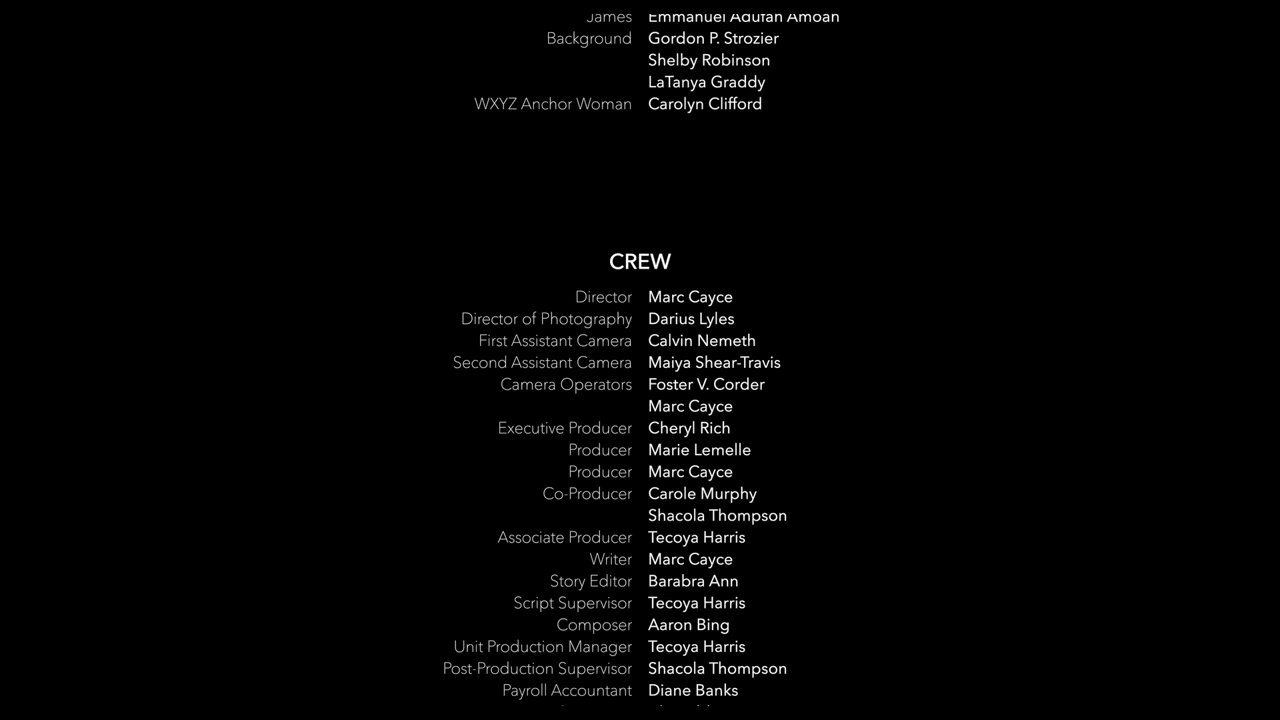 James Emmanuel Adufan Amoah
Background Gordon P. Strozier
Shelby Robinson
LaTanya Graddy
WXYZ Anchor Woman Carolyn Clifford
CREW
Director Marc Cayce
Director of Photography Darius Lyles
First Assistant Camera Calvin Nemeth
Second Assistant Camera Maiya Shear-Travis
Camera Operators Foster V. Corder
Marc Cayce
Executive Producer Cheryl Rich
Producer Marie Lemelle
Producer Marc Cayce
Co-Producer Carole Murphy
Shacola Thompson
Associate Producer Tecoya Harris
Writer Marc Cayce
Story Editor Barabra Ann
Script Supervisor Tecoya Harris
Composer Aaron Bing
Unit Production Manager Tecoya Harris
Post-Production Supervisor Shacola Thompson
Payroll Accountant Diane Banks